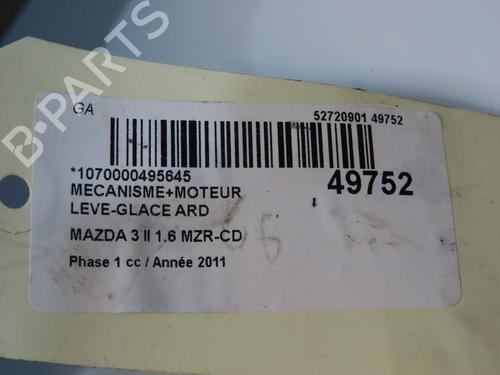 GA
52720901 49752
*1070000495645
49752
MECANISME+MOTEUR
LEVE-GLACE ARD
MAZDA 3 II 1.6 MZR-CD
Phase 1 cc / Année 2011
B-PARTS